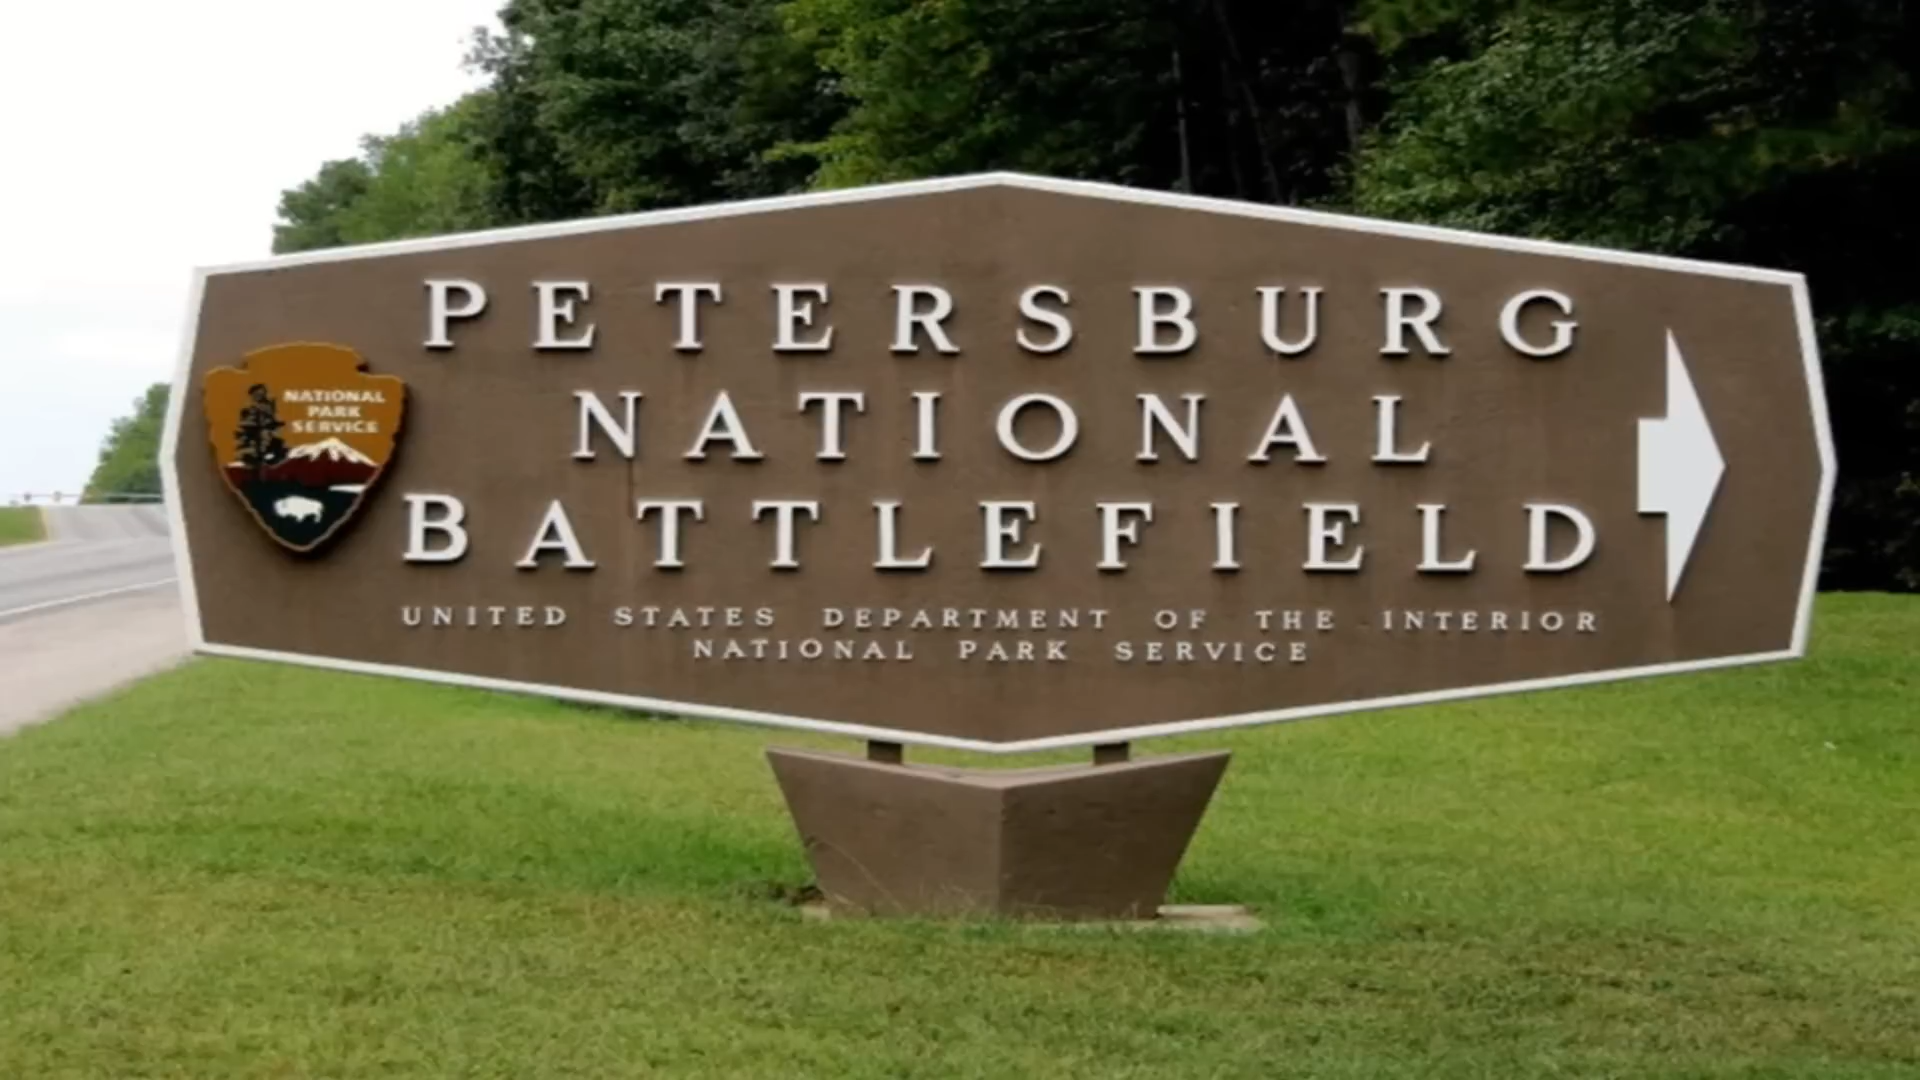 PETERSBURG
NATIONAL
BATTLEFIELD
UNITED STATES DEPARTMENT OF THE INTERIOR
NATIONAL PARK SERVICE
NATIONAL
PARK
SERVICE